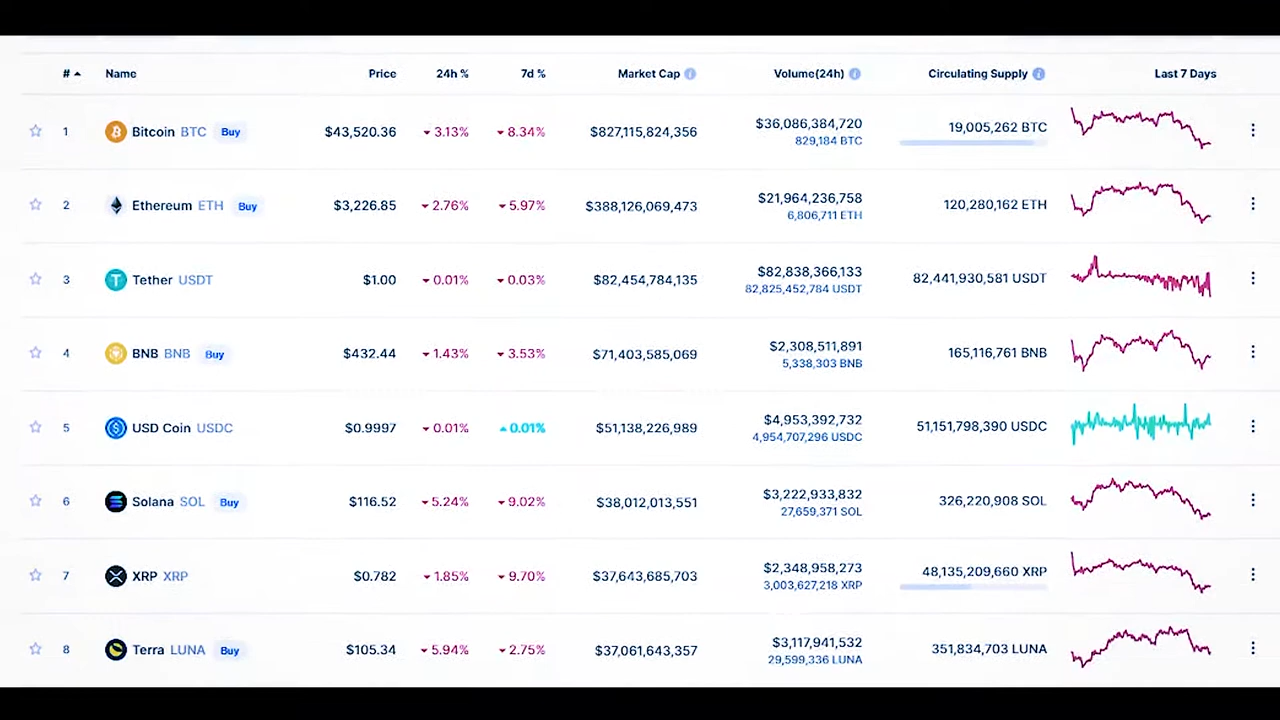 # Name Price 24h % 7d % Market Cap Volume(24h) Circulating Supply Last 7 Days
1 Bitcoin BTC Buy $43,520.36 3.13% 8.34% $827,115,824,356 $36,086,384,720 19,005,262 BTC
829,184 BTC
2 Ethereum ETH Buy $3,226.85 2.76% 5.97% $388,126,069,473 $21,964,236,758 120,280,162 ETH
6,806,711 ETH
3 Tether USDT $1.00 0.01% 0.03% $82,454,784,135 $82,838,366,133 82,441,930,581 USDT
82,825,452,784 USDT
4 BNB BNB Buy $432.44 1.43% 3.53% $71,403,585,069 $2,308,511,891 165,116,761 BNB
5,338,303 BNB
5 USD Coin USDC $0.9997 0.01% 0.01% $51,138,226,989 $4,953,392,732 51,151,798,390 USDC
4,954,707,296 USDC
6 Solana SOL Buy $116.52 5.24% 9.02% $38,012,013,551 $3,222,933,832 326,220,908 SOL
27,659,371 SOL
7 XRP XRP $0.782 1.85% 9.70% $37,643,685,703 $2,348,958,273 48,135,209,660 XRP
3,003,627,218 XRP
8 Terra LUNA Buy $105.34 5.94% 2.75% $37,061,643,357 $3,117,941,532 351,834,703 LUNA
29,599,336 LUNA